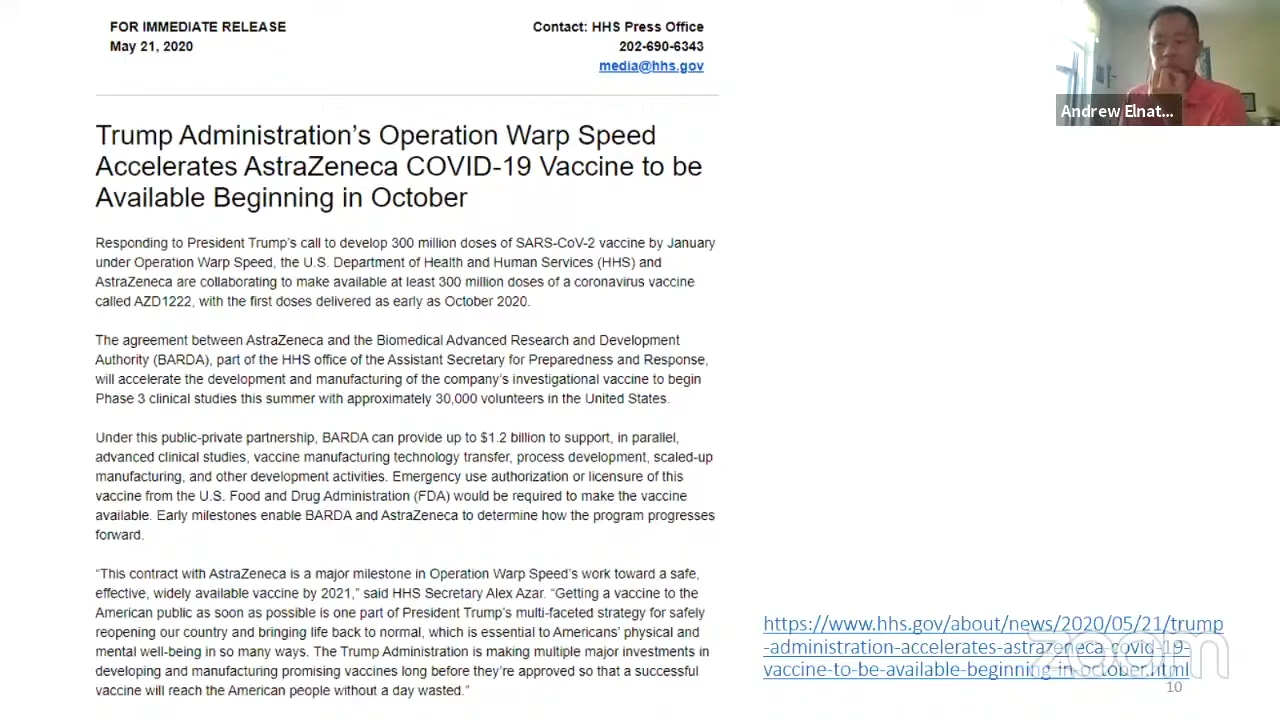 FOR IMMEDIATE RELEASE
May 21, 2020
Contact: HHS Press Office
202-690-6343
media@hhs.gov
Andrew Elnat...
Trump Administration’s Operation Warp Speed
Accelerates AstraZeneca COVID-19 Vaccine to be
Available Beginning in October
Responding to President Trump’s call to develop 300 million doses of SARS-CoV-2 vaccine by January
under Operation Warp Speed, the U.S. Department of Health and Human Services (HHS) and
AstraZeneca are collaborating to make available at least 300 million doses of a coronavirus vaccine
called AZD1222, with the first doses delivered as early as October 2020.
The agreement between AstraZeneca and the Biomedical Advanced Research and Development
Authority (BARDA), part of the HHS office of the Assistant Secretary for Preparedness and Response,
will accelerate the development and manufacturing of the company’s investigational vaccine to begin
Phase 3 clinical studies this summer with approximately 30,000 volunteers in the United States.
Under this public-private partnership, BARDA can provide up to $1.2 billion to support, in parallel,
advanced clinical studies, vaccine manufacturing technology transfer, process development, scaled-up
manufacturing, and other development activities. Emergency use authorization or licensure of this
vaccine from the U.S. Food and Drug Administration (FDA) would be required to make the vaccine
available. Early milestones enable BARDA and AstraZeneca to determine how the program progresses
forward.
“This contract with AstraZeneca is a major milestone in Operation Warp Speed’s work toward a safe,
effective, widely available vaccine by 2021,” said HHS Secretary Alex Azar. “Getting a vaccine to the
American public as soon as possible is one part of President Trump’s multi-faceted strategy for safely
reopening our country and bringing life back to normal, which is essential to Americans’ physical and
mental well-being in so many ways. The Trump Administration is making multiple major investments in
developing and manufacturing promising vaccines long before they’re approved so that a successful
vaccine will reach the American people without a day wasted.”
https://www.hhs.gov/about/news/2020/05/21/trump
-administration-accelerates-astrazeneca-covid-19-
vaccine-to-be-available-beginning-in-october.html
zoom
10